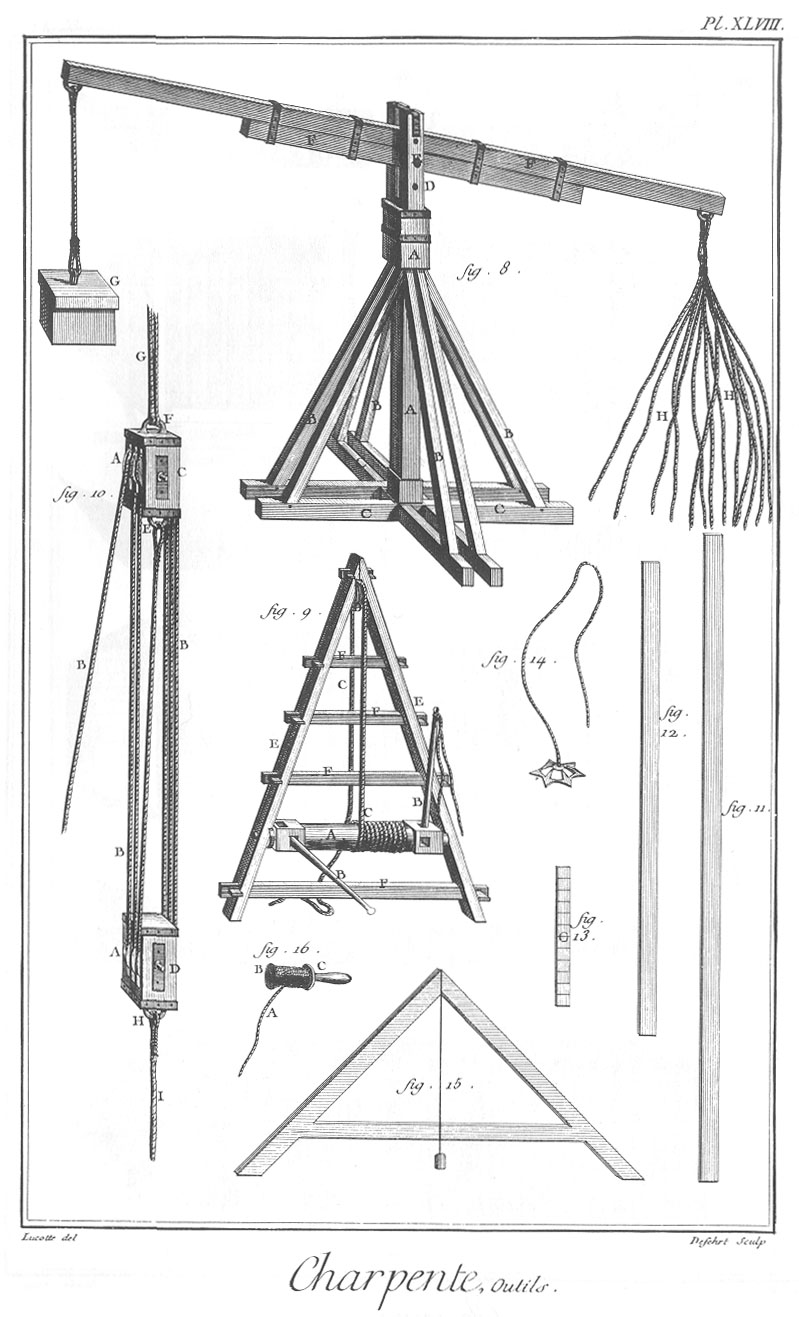 Pl. XLVIII.
F
F
E
D
A
fig. 8.
G
G
H
H
B
B
A
B
B
C
C
C
F
A
C
fig. 10.
E
B
B
B
A
D
H
I
fig. 9.
D
F
C
E
F
E
F
C
B
A
B
F
fig. 14.
fig.
12.
fig. 11.
fig.
13.
fig. 16.
B
C
A
fig. 15.
Lucotte del
Defehrt Sculp
Charpente, Outils.